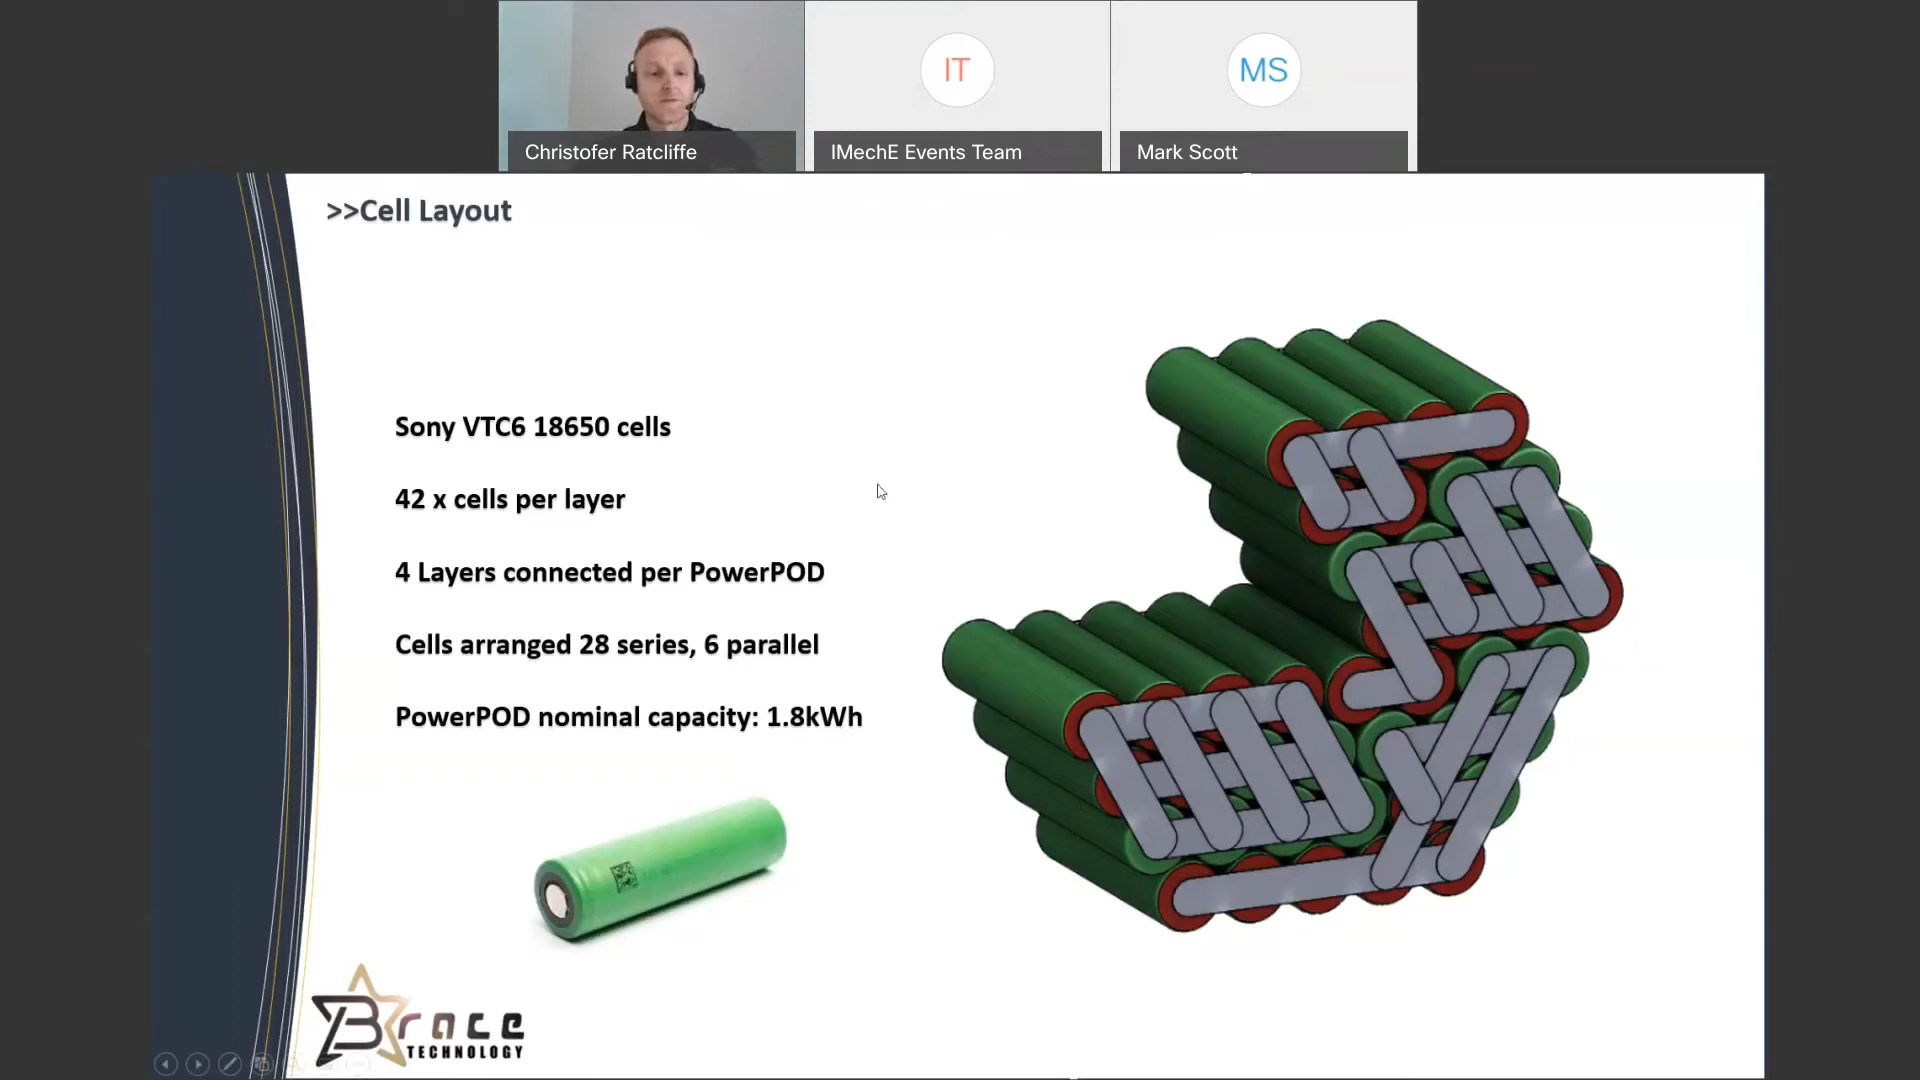 IT
MS
Christofer Ratcliffe
IMechE Events Team
Mark Scott
>>Cell Layout
Sony VTC6 18650 cells
42 x cells per layer
4 Layers connected per PowerPOD
Cells arranged 28 series, 6 parallel
PowerPOD nominal capacity: 1.8kWh
Brace
TECHNOLOGY